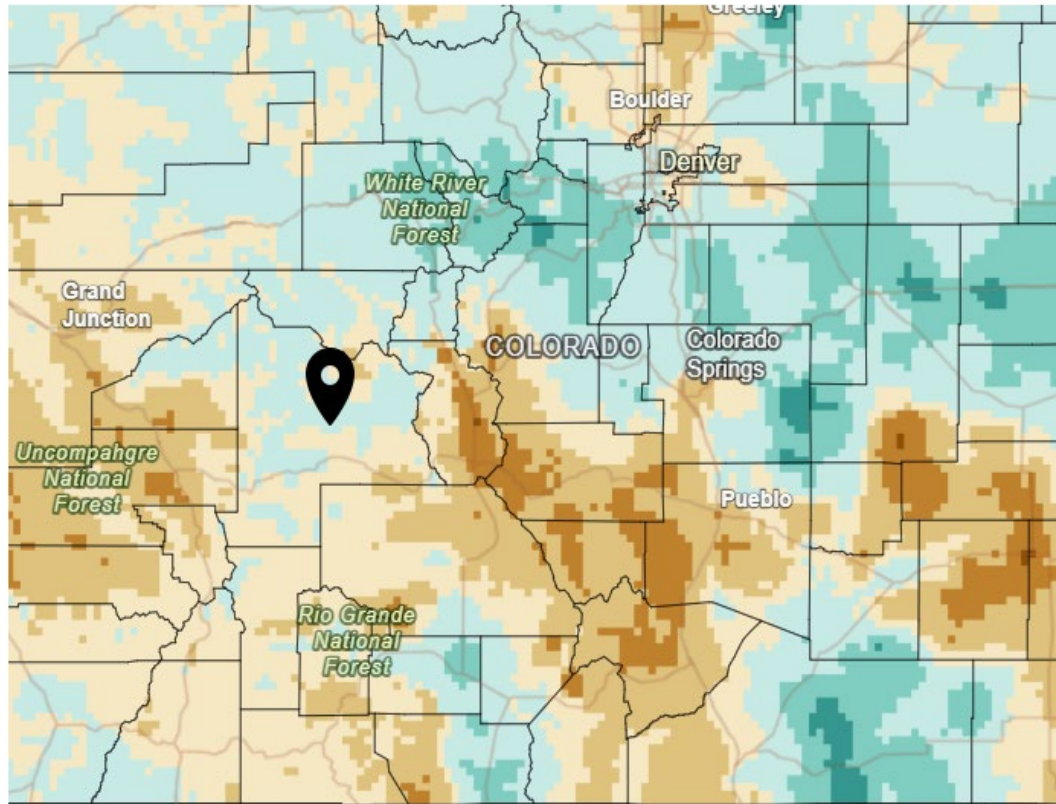 Greeley
Boulder
Denver
White River
National
Forest
Grand
Junction
COLORADO
Colorado
Springs
Uncompahgre
National
Forest
Pueblo
Rio Grande
National
Forest